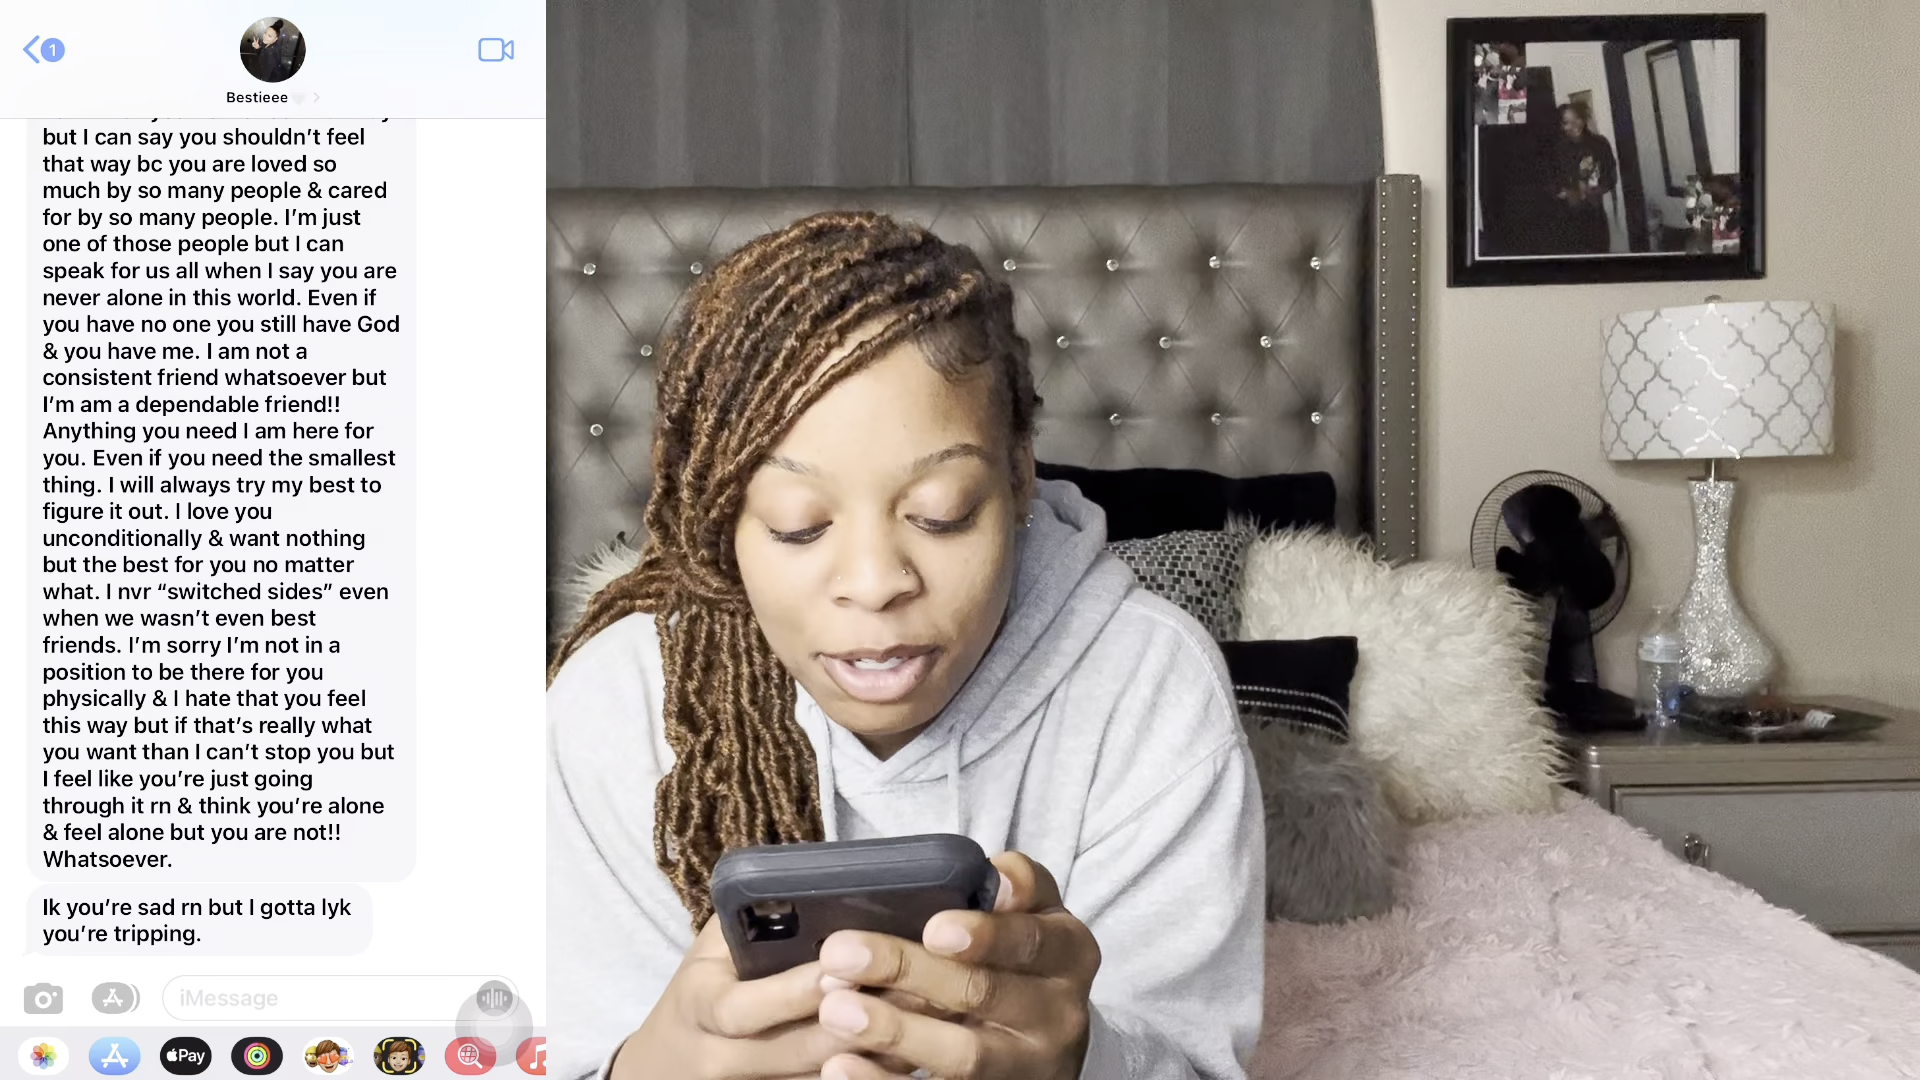 1
Bestieee
but I can say you shouldn't feel
that way bc you are loved so
much by so many people & cared
for by so many people. I'm just
one of those people but I can
speak for us all when I say you are
never alone in this world. Even if
you have no one you still have God
& you have me. I am not a
consistent friend whatsoever but
I'm am a dependable friend!!
Anything you need I am here for
you. Even if you need the smallest
thing. I will always try my best to
figure it out. I love you
unconditionally & want nothing
but the best for you no matter
what. I nvr “switched sides” even
when we wasn't even best
friends. I'm sorry I'm not in a
position to be there for you
physically & I hate that you feel
this way but if that's really what
you want than I can't stop you but
I feel like you're just going
through it rn & think you're alone
& feel alone but you are not!!
Whatsoever.
Ik you're sad rn but I gotta lyk
you're tripping.
iMessage
Pay